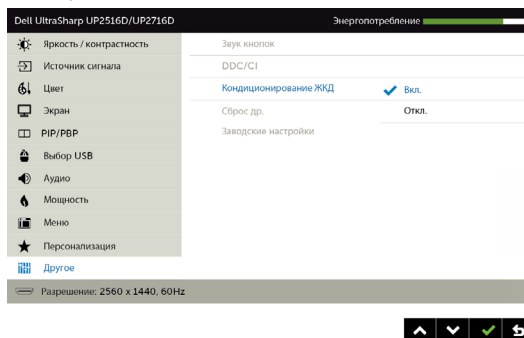 Dell UltraSharp UP2516D/UP2716D Энергопотребление
Яркость / контрастность Звук кнопок
Источник сигнала DDC/CI
Цвет Кондиционирование ЖКД Вкл.
Экран Сброс др. Откл.
PIP/PBP Заводские настройки
Выбор USB
Аудио
Мощность
Меню
Персонализация
Другое
Разрешение: 2560 x 1440, 60Hz